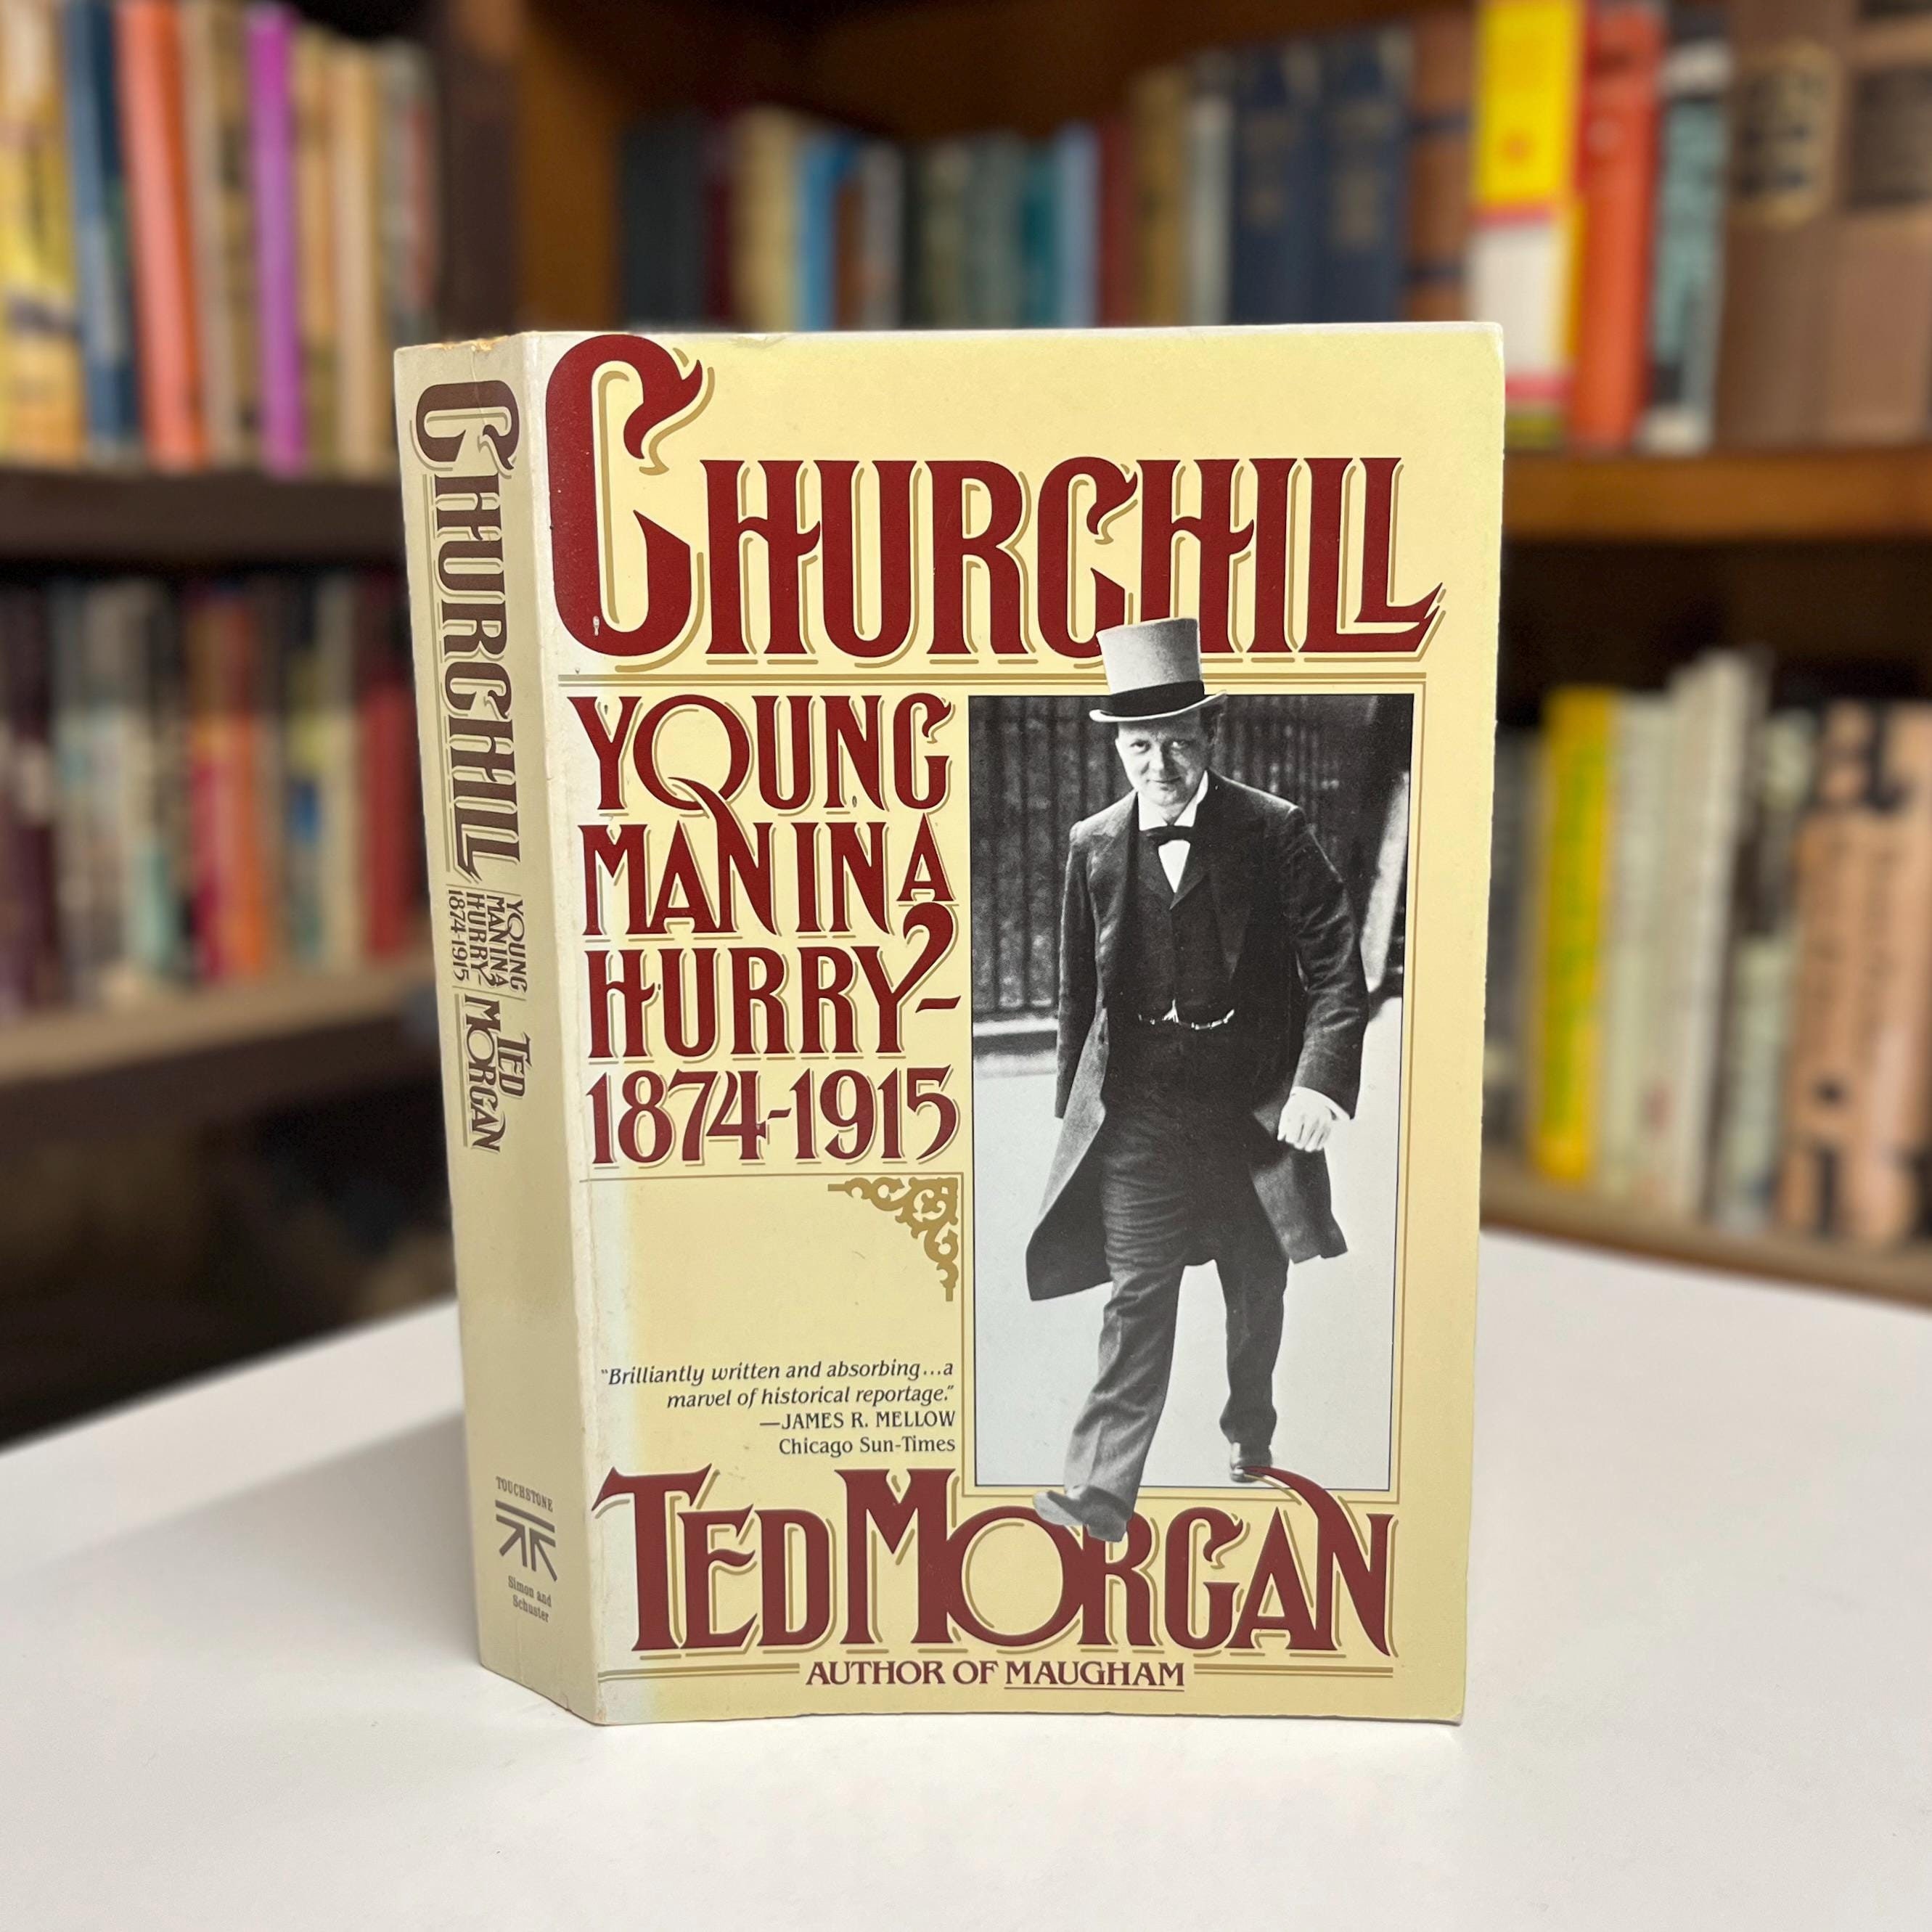 CHURCHILL
YOUNG
MAN IN A
HURRY-
1874-1915
TED
MORGAN
TOUCHSTONE
Simon and
Schuster
CHURCHILL
YOUNG
MAN IN A
HURRY-
1874-1915
"Brilliantly written and absorbing...a
marvel of historical reportage."
—JAMES R. MELLOW
Chicago Sun-Times
TED MORGAN
AUTHOR OF MAUGHAM